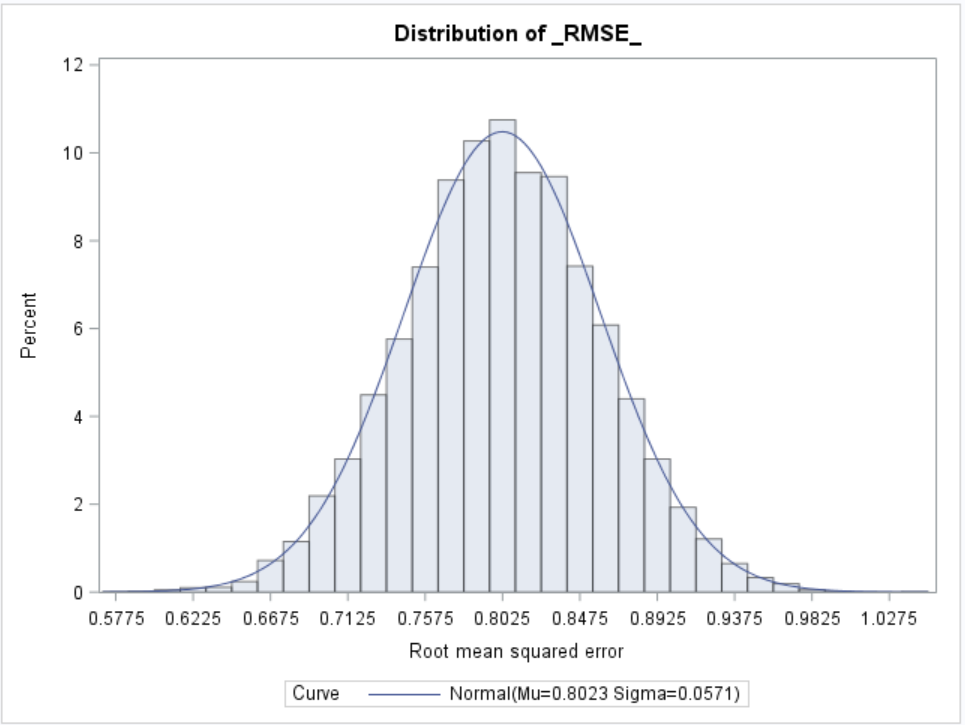 Distribution of _RMSE_
12
10
8
6
4
2
0
Percent
0.5775 0.6225 0.6675 0.7125 0.7575 0.8025 0.8475 0.8925 0.9375 0.9825 1.0275
Root mean squared error
Curve Normal(Mu=0.8023 Sigma=0.0571)